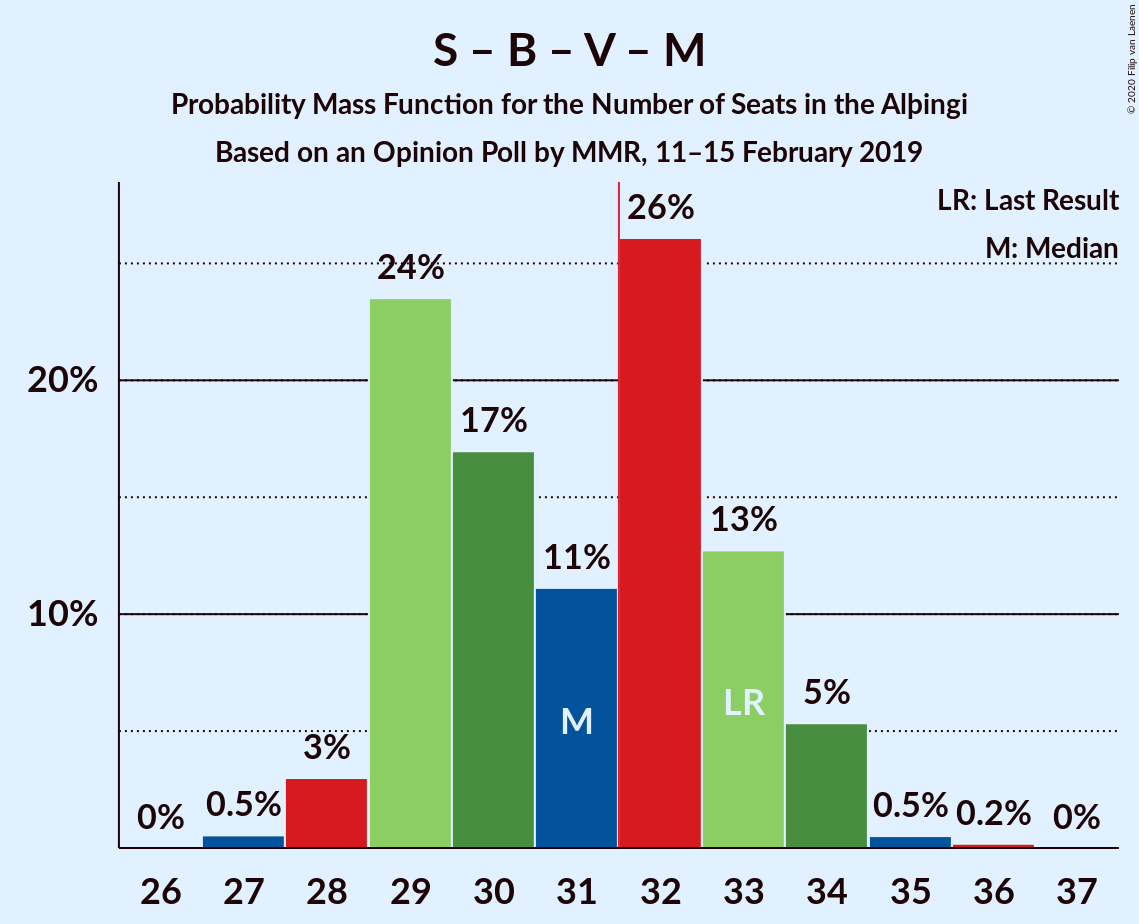 S – B – V – M
Probability Mass Function for the Number of Seats in the Alþingi
Based on an Opinion Poll by MMR, 11–15 February 2019
© 2020 Filip van Laenen
LR: Last Result
M: Median
26%
24%
20%
17%
13%
11%
10%
LR
M
5%
3%
0%
0.5%
0.5%
0.2%
0%
26 27 28 29 30 31 32 33 34 35 36 37